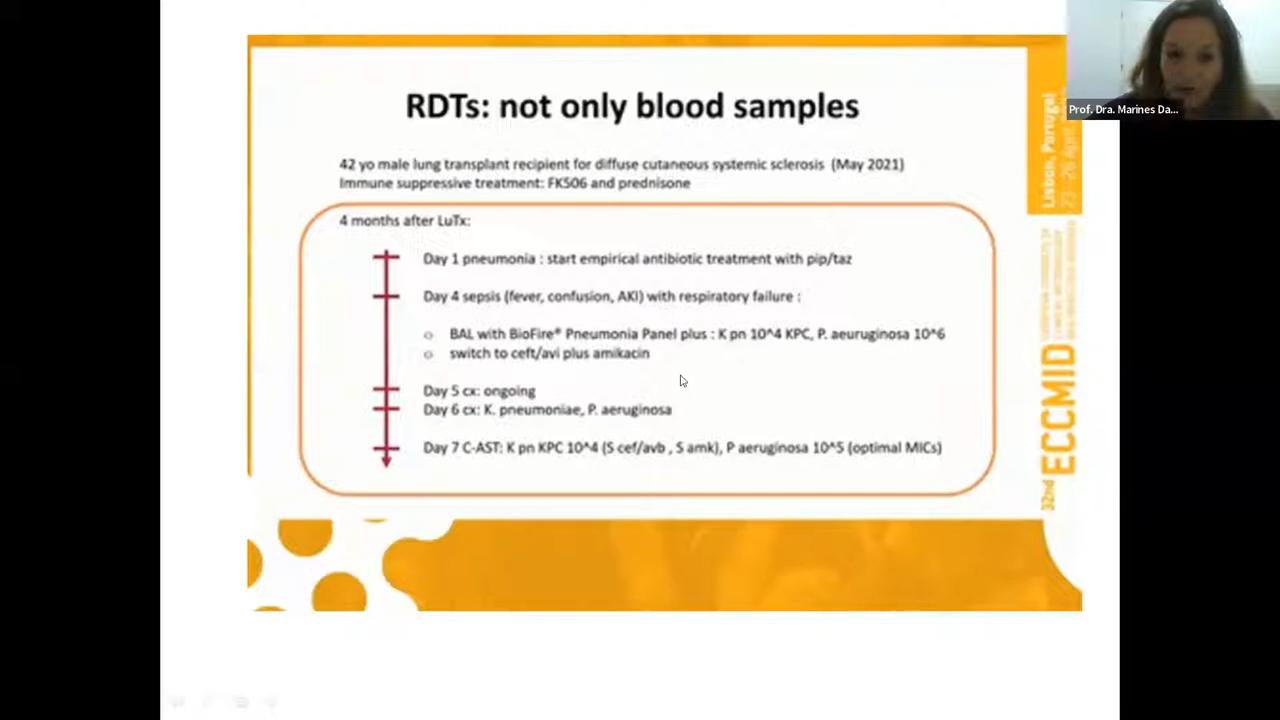 RDTs: not only blood samples
Prof. Dra. Marines Da...
42 yo male lung transplant recipient for diffuse cutaneous systemic sclerosis (May 2021)
Immune suppressive treatment: FK506 and prednisone
4 months after LuTx:
Day 1 pneumonia : start empirical antibiotic treatment with pip/taz
Day 4 sepsis (fever, confusion, AKI) with respiratory failure :
o BAL with BioFire® Pneumonia Panel plus : K pn 10^4 KPC, P. aeuruginosa 10^6
o switch to ceft/avi plus amikacin
Day 5 cx: ongoing
Day 6 cx: K. pneumoniae, P. aeruginosa
Day 7 C-AST: K pn KPC 10^4 (S cef/avb , S amk), P aeruginosa 10^5 (optimal MICs)
Lisbon, Portugal
23 - 26 April
32nd ECCMID